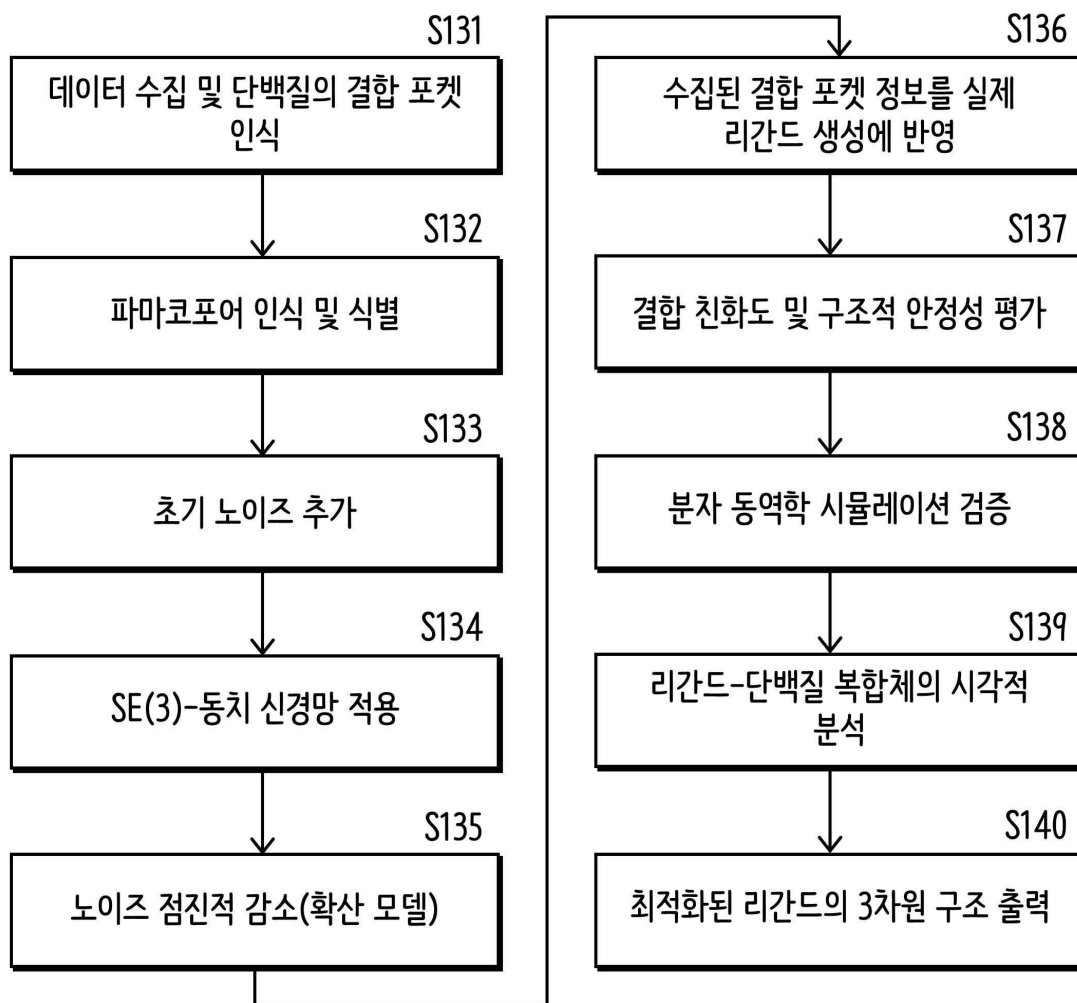 S131
데이터 수집 및 단백질의 결합 포켓
인식
S132
파마코포어 인식 및 식별
S133
초기 노이즈 추가
S134
SE(3)-동치 신경망 적용
S135
노이즈 점진적 감소(확산 모델)
S136
수집된 결합 포켓 정보를 실제
리간드 생성에 반영
S137
결합 친화도 및 구조적 안정성 평가
S138
분자 동역학 시뮬레이션 검증
S139
리간드-단백질 복합체의 시각적
분석
S140
최적화된 리간드의 3차원 구조 출력